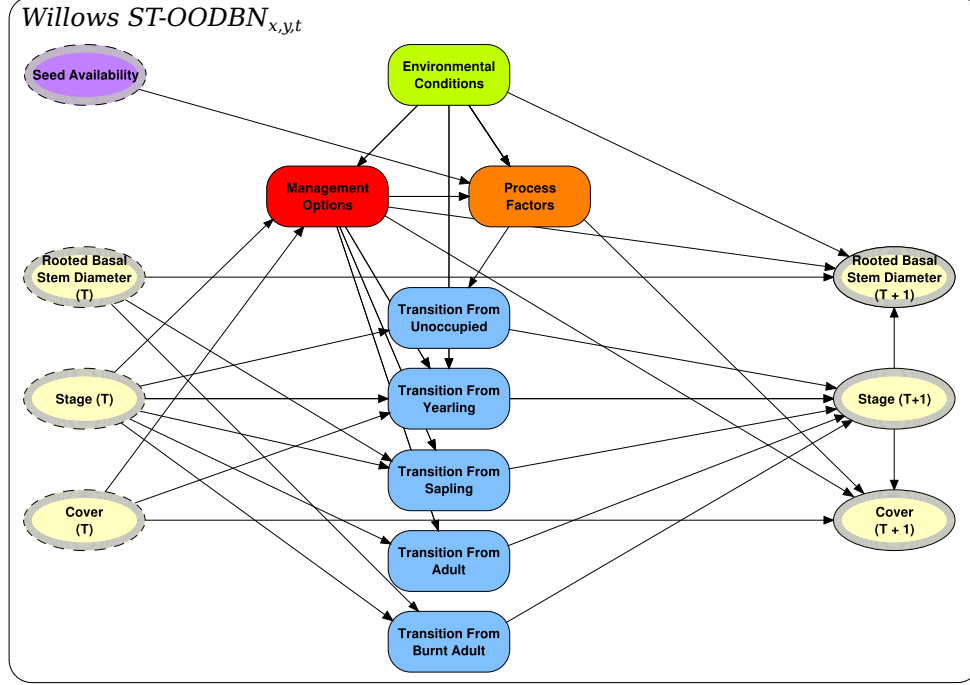 Willows ST-OODBNx,y,t
Seed Availability
Environmental
Conditions
Management
Options
Process
Factors
Rooted Basal
Stem Diameter
(T)
Rooted Basal
Stem Diameter
(T + 1)
Transition From
Unoccupied
Stage (T)
Transition From
Yearling
Stage (T+1)
Transition From
Sapling
Cover
(T)
Cover
(T + 1)
Transition From
Adult
Transition From
Burnt Adult